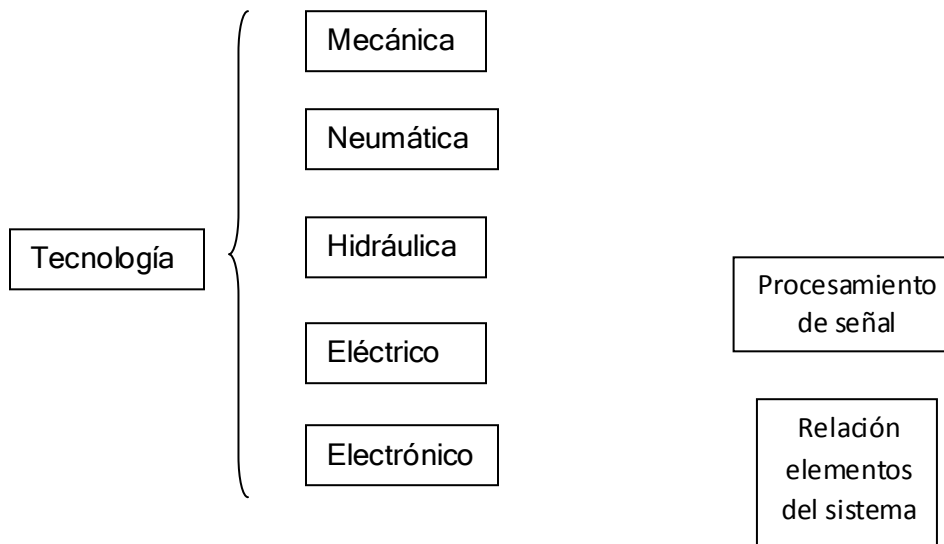 Mecánica
Neumática
Tecnología
Hidráulica
Procesamiento
de señal
Eléctrico
Electrónico
Relación
elementos
del sistema